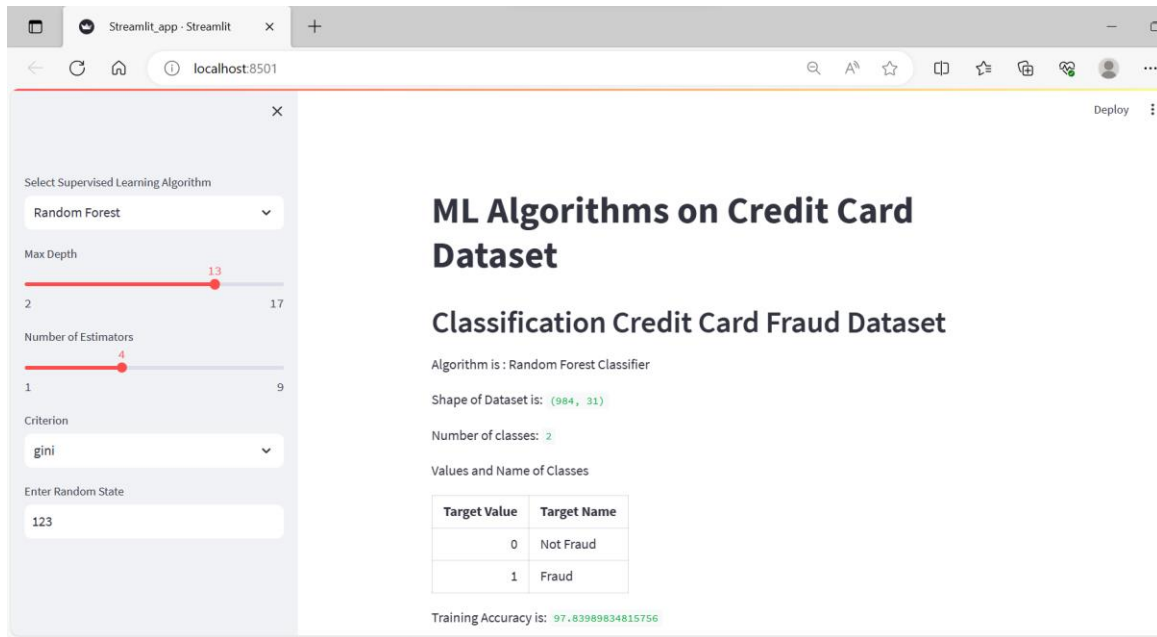 Streamlit_app · Streamlit
localhost:8501
Deploy
Select Supervised Learning Algorithm
Random Forest
Max Depth
13
2 17
Number of Estimators
4
1 9
Criterion
gini
Enter Random State
123
ML Algorithms on Credit Card
Dataset
Classification Credit Card Fraud Dataset
Algorithm is : Random Forest Classifier
Shape of Dataset is: (984, 31)
Number of classes: 2
Values and Name of Classes
Target Value Target Name
0 Not Fraud
1 Fraud
Training Accuracy is: 97.83989834815756